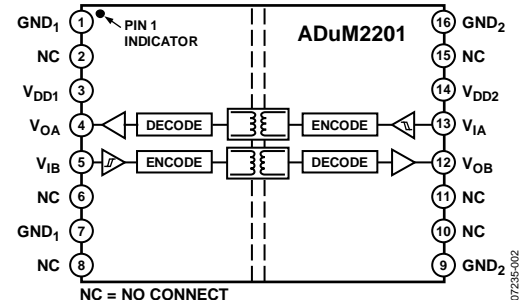 ADuM2201
PIN 1
INDICATOR
GND1 1
NC 2
VDD1 3
VOA 4
VIB 5
NC 6
GND1 7
NC 8
16 GND2
15 NC
14 VDD2
13 VIA
12 VOB
11 NC
10 NC
9 GND2
DECODE ENCODE
ENCODE DECODE
NC = NO CONNECT
07235-002